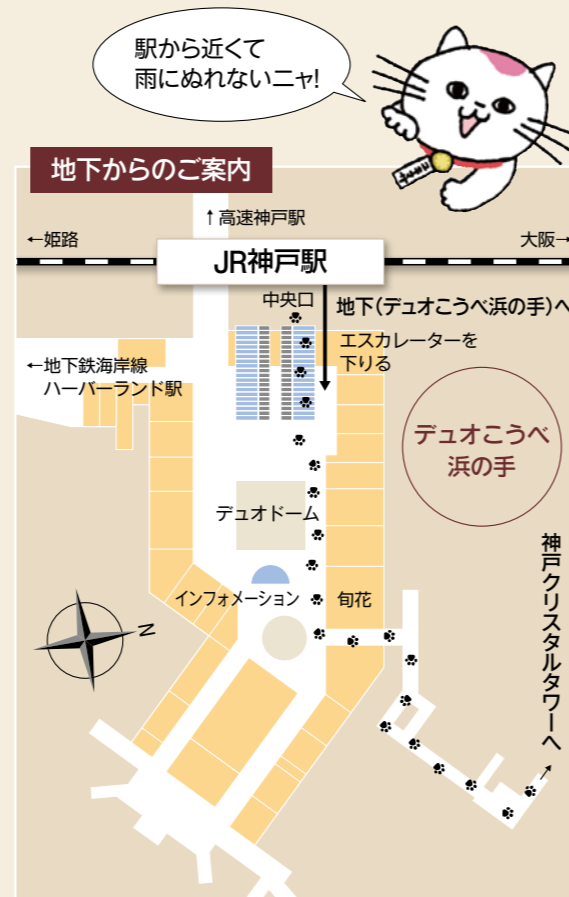 駅から近くて
雨にぬれないニャ!
地下からのご案内
↑高速神戸駅
←姫路
大阪→
JR神戸駅
中央口
地下(デュオこうべ浜の手)へ
エスカレーターを
下りる
←地下鉄海岸線
ハーバーランド駅
デュオこうべ
浜の手
デュオドーム
インフォメーション
旬花
神戸クリスタルタワーへ→
N